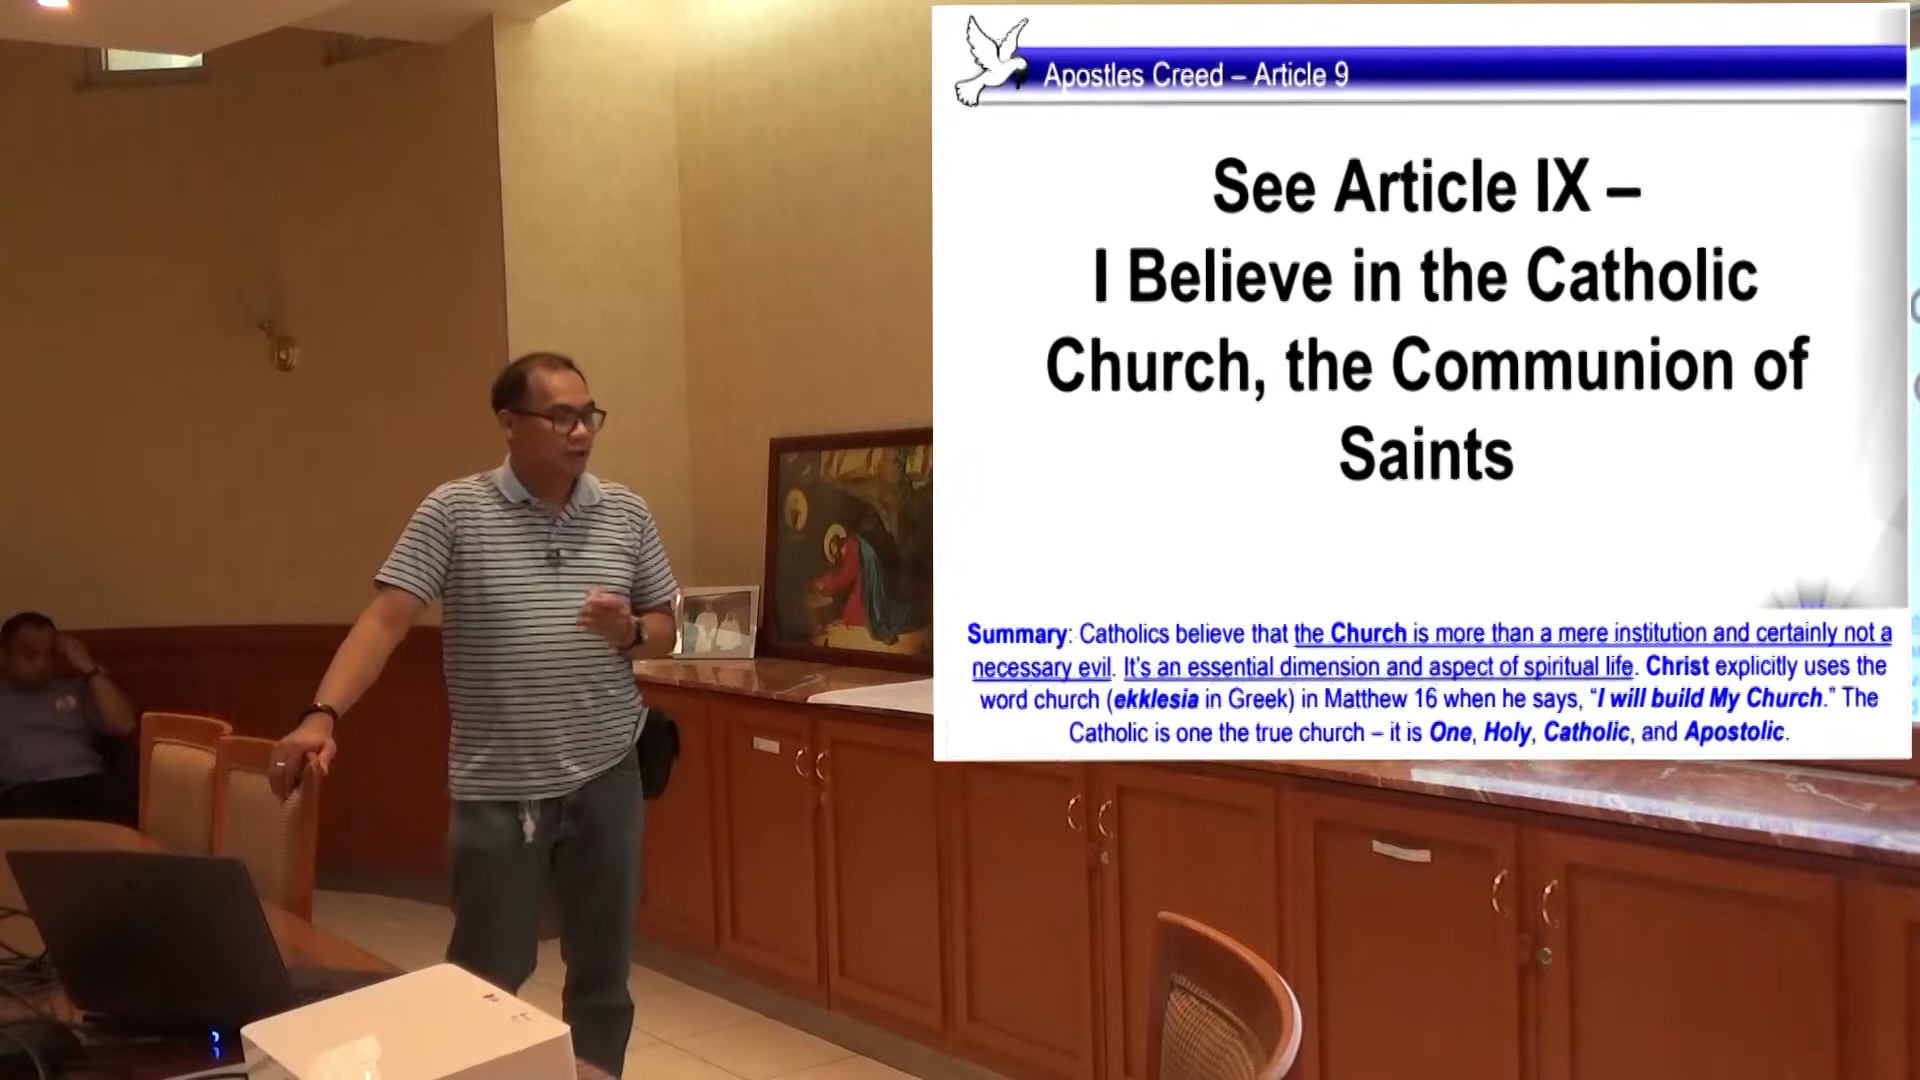 Apostles Creed – Article 9
See Article IX –
I Believe in the Catholic
Church, the Communion of
Saints
Summary: Catholics believe that the Church is more than a mere institution and certainly not a
necessary evil. It's an essential dimension and aspect of spiritual life. Christ explicitly uses the
word church (ekklesia in Greek) in Matthew 16 when he says, “I will build My Church.” The
Catholic is one the true church – it is One, Holy, Catholic, and Apostolic.